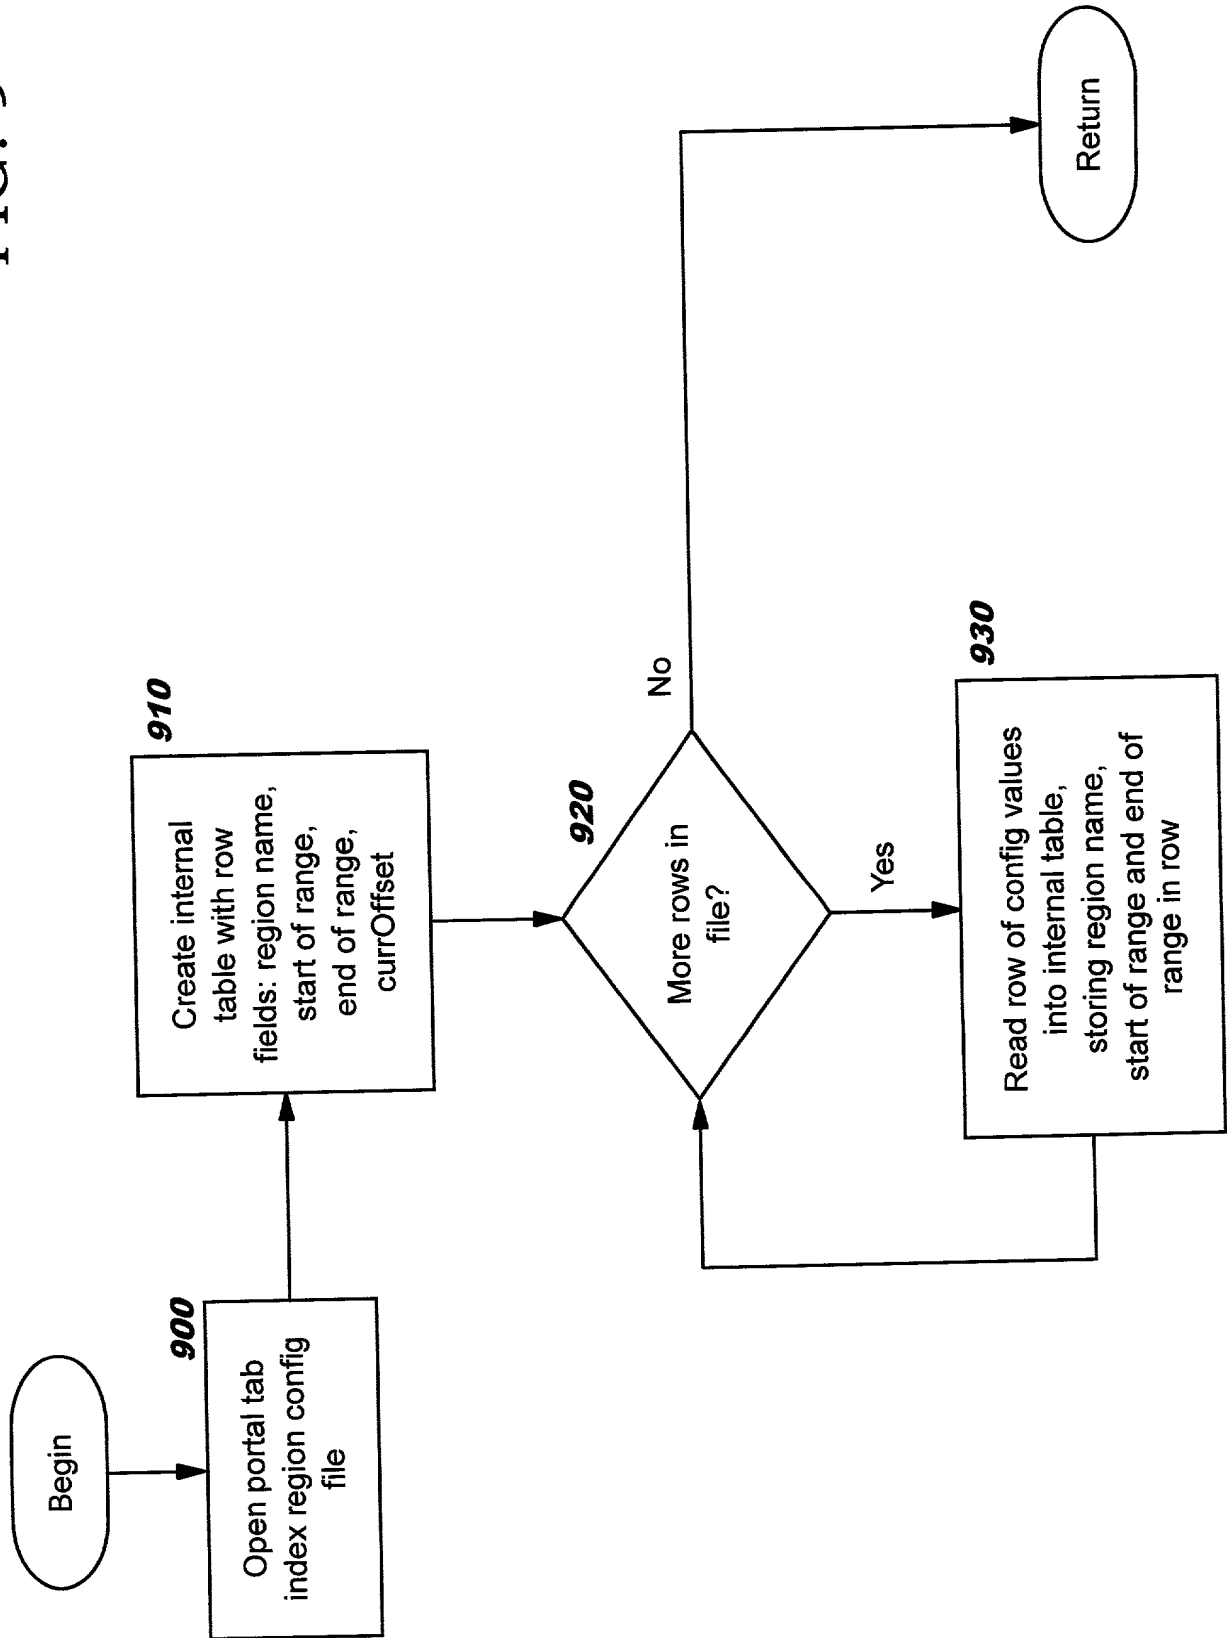 Begin
900
Open portal tab
index region config
file
910
Create internal
table with row
fields: region name,
start of range,
end of range,
currOffset
920
More rows in
file?
No
Yes
930
Read row of config values
into internal table,
storing region name,
start of range and end of
range in row
Return